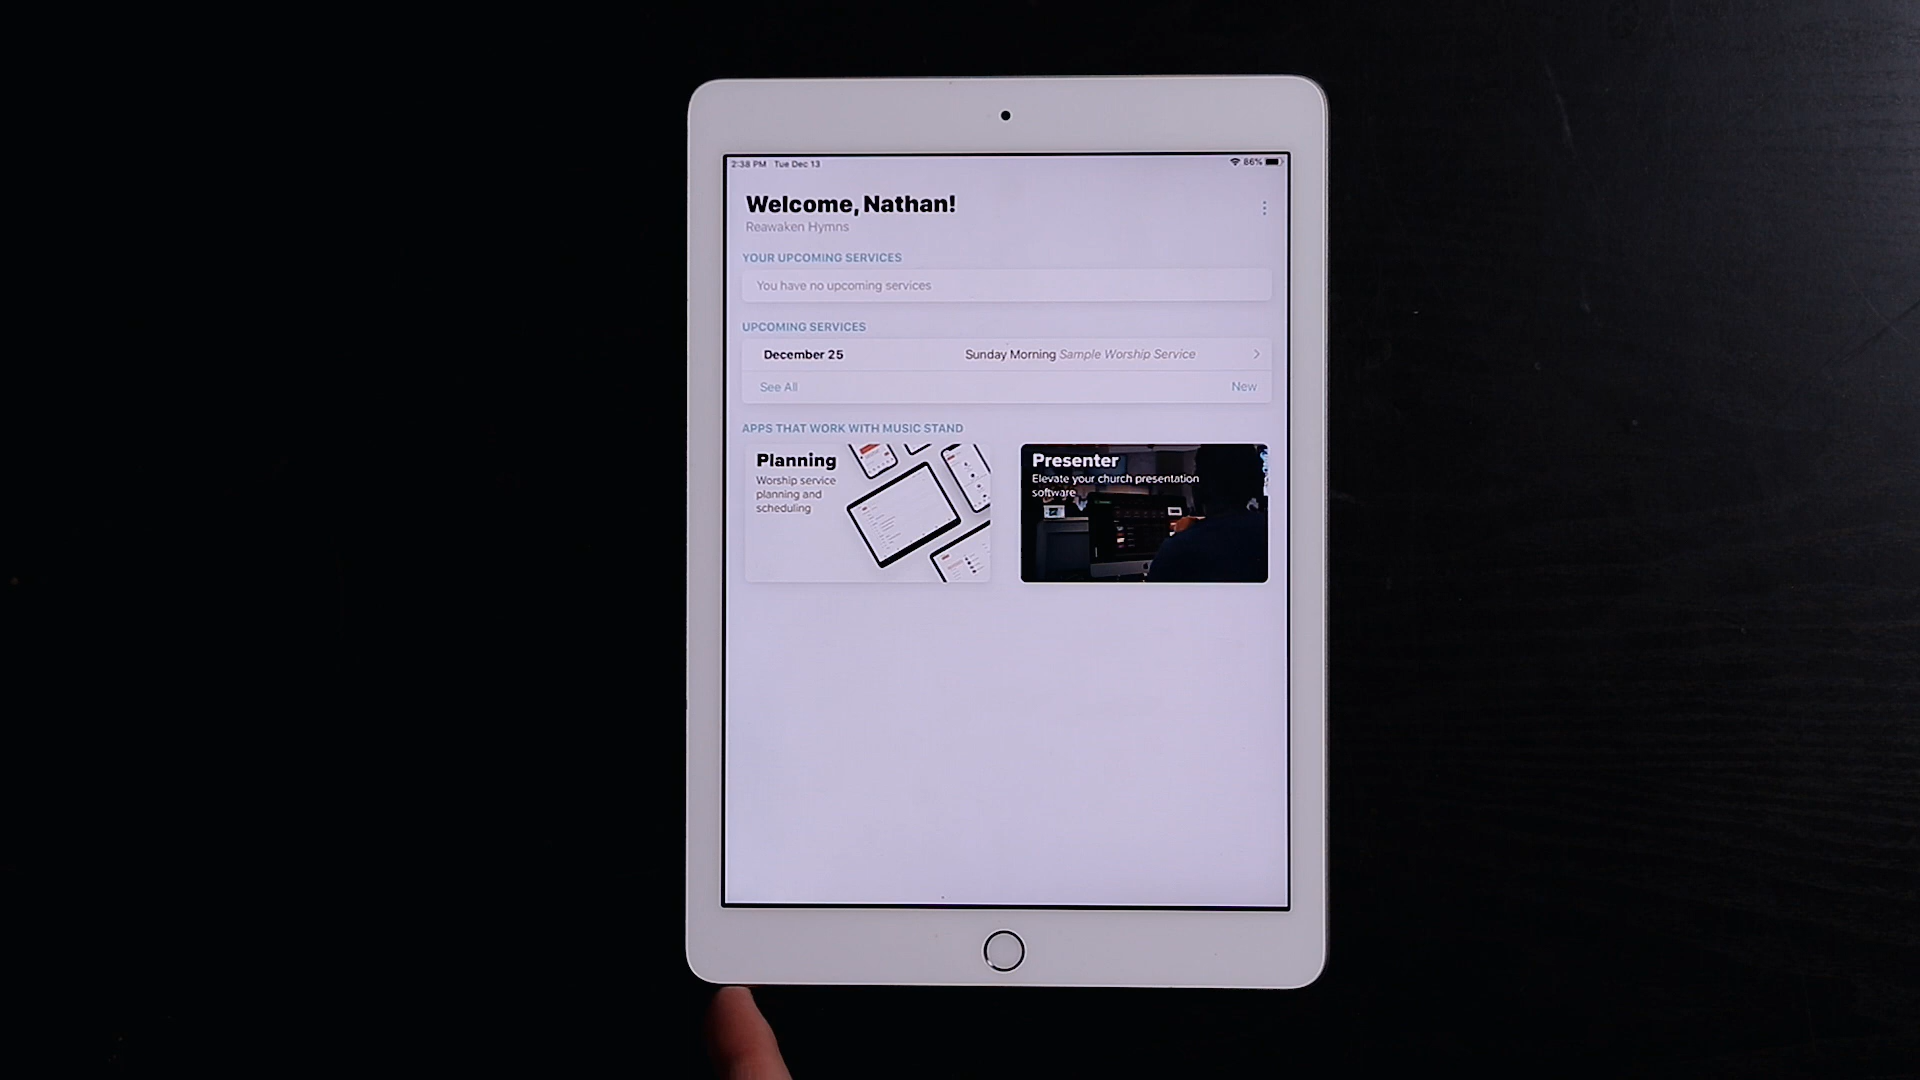 2:38 PM Tue Dec 13
86%
Welcome, Nathan!
Reawaken Hymns
YOUR UPCOMING SERVICES
You have no upcoming services
UPCOMING SERVICES
December 25 Sunday Morning Sample Worship Service
See All New
APPS THAT WORK WITH MUSIC STAND
Planning
Worship service
planning and
scheduling
Presenter
Elevate your church presentation
software